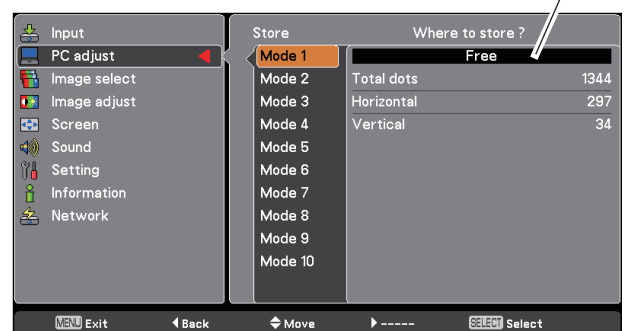 Input
PC adjust
Image select
Image adjust
Screen
Sound
Setting
Information
Network
Store
Mode 1
Mode 2
Mode 3
Mode 4
Mode 5
Mode 6
Mode 7
Mode 8
Mode 9
Mode 10
Where to store ?
Free
Total dots 1344
Horizontal 297
Vertical 34
MENU Exit Back Move ----- SELECT Select